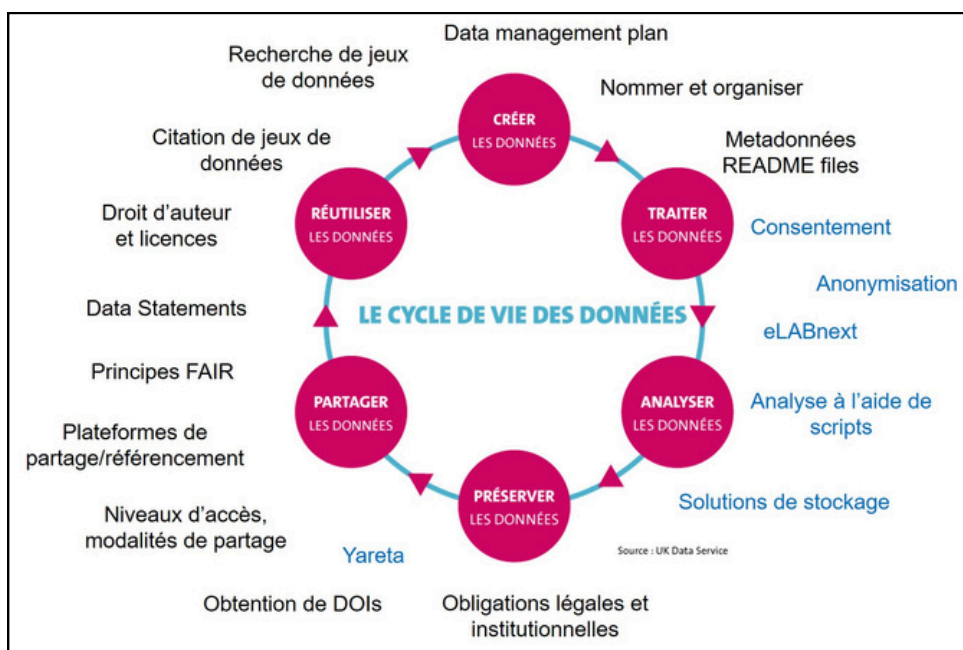 Data management plan
Recherche de jeux
de données
Nommer et organiser
CRÉER
LES DONNÉES
Citation de jeux de
données
Metadonnées
README files
RÉUTILISER
LES DONNÉES
TRAITER
LES DONNÉES
Droit d'auteur
et licences
Consentement
Anonymisation
Data Statements
LE CYCLE DE VIE DES DONNÉES
eLABnext
Principes FAIR
PARTAGER
LES DONNÉES
ANALYSER
LES DONNÉES
Analyse à l'aide de
scripts
Plateformes de
partage/référencement
PRÉSERVER
LES DONNÉES
Solutions de stockage
Niveaux d'accès,
modalités de partage
Yareta
Source : UK Data Service
Obtention de DOIs
Obligations légales et
institutionnelles